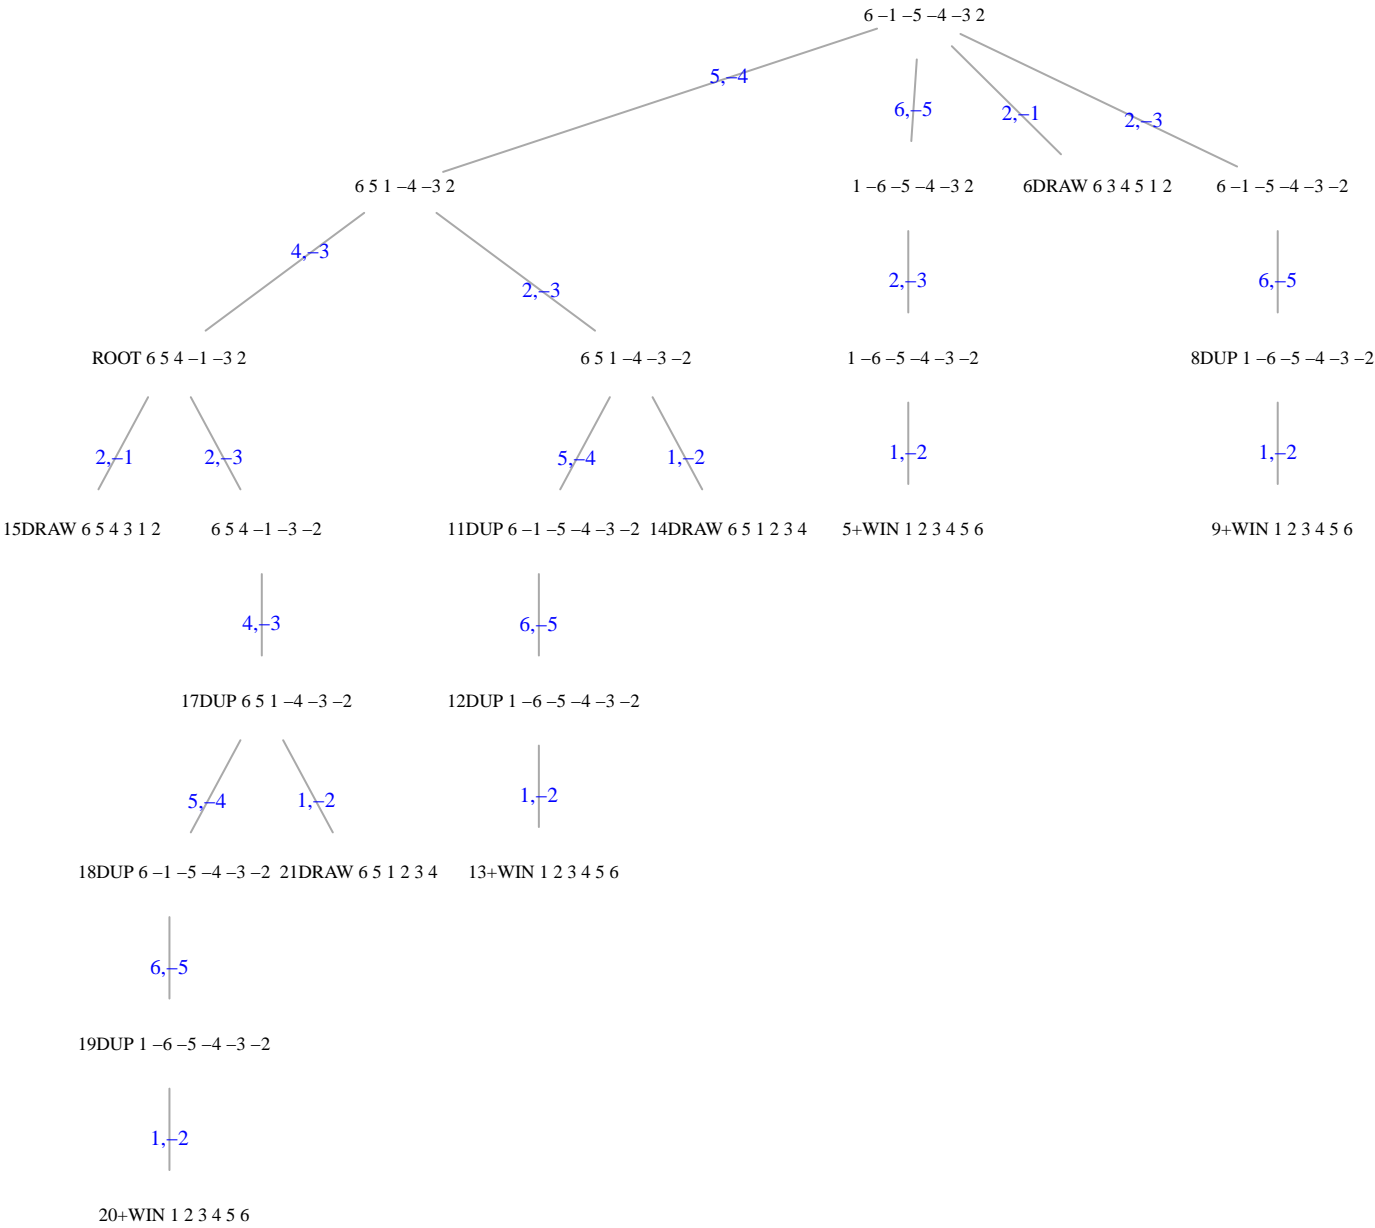 6 –1 –5 –4 –3 2
5,–4
6,–5
2,–1
2,–3
6 5 1 –4 –3 2
1 –6 –5 –4 –3 2
6DRAW 6 3 4 5 1 2
6 –1 –5 –4 –3 –2
4,–3
2,–3
2,–3
6,–5
ROOT 6 5 4 –1 –3 2
6 5 1 –4 –3 –2
1 –6 –5 –4 –3 –2
8DUP 1 –6 –5 –4 –3 –2
2,–1
2,–3
5,–4
1,–2
1,–2
1,–2
15DRAW 6 5 4 3 1 2
6 5 4 –1 –3 –2
11DUP 6 –1 –5 –4 –3 –2
14DRAW 6 5 1 2 3 4
5+WIN 1 2 3 4 5 6
9+WIN 1 2 3 4 5 6
4,–3
6,–5
17DUP 6 5 1 –4 –3 –2
12DUP 1 –6 –5 –4 –3 –2
5,–4
1,–2
1,–2
18DUP 6 –1 –5 –4 –3 –2
21DRAW 6 5 1 2 3 4
13+WIN 1 2 3 4 5 6
6,–5
19DUP 1 –6 –5 –4 –3 –2
1,–2
20+WIN 1 2 3 4 5 6